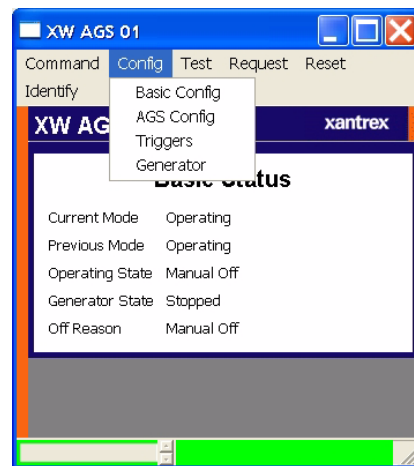 XW AGS 01
Command Config Test Request Reset
Identify
Basic Config
AGS Config
Triggers
Generator
XW AG
xantrex
Basic Status
Current Mode Operating
Previous Mode Operating
Operating State Manual Off
Generator State Stopped
Off Reason Manual Off